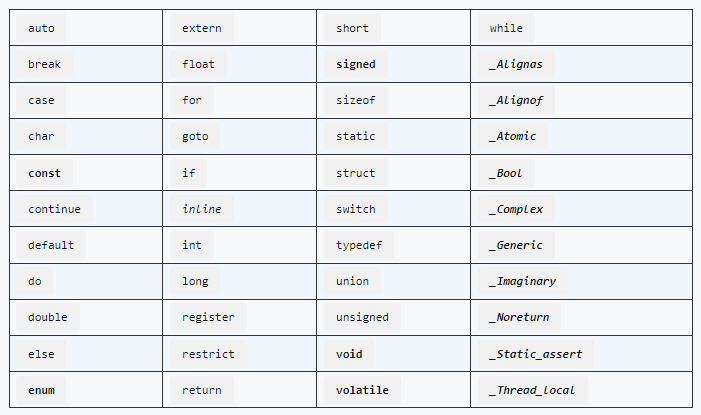 auto extern short while
break float signed _Alignas
case for sizeof _Alignof
char goto static _Atomic
const if struct _Bool
continue inline switch _Complex
default int typedef _Generic
do long union _Imaginary
double register unsigned _Noreturn
else restrict void _Static_assert
enum return volatile _Thread_local